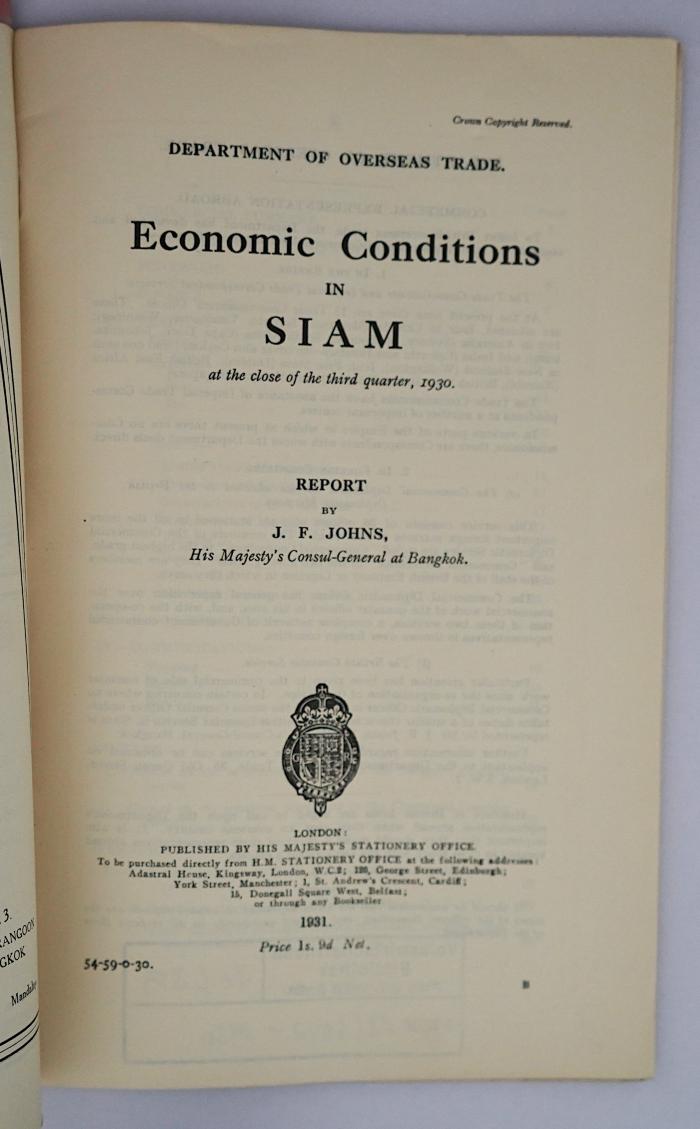 Crown Copyright Reserved.
DEPARTMENT OF OVERSEAS TRADE.
Economic Conditions
IN
SIAM
at the close of the third quarter, 1930.
REPORT
BY
J. F. JOHNS,
His Majesty's Consul-General at Bangkok.
G R
LONDON:
PUBLISHED BY HIS MAJESTY'S STATIONERY OFFICE
To be purchased directly from H.M. STATIONERY OFFICE at the following addresses:
Adastral House, Kingsway, London, W.C.2; 120, George Street, Edinburgh;
York Street, Manchester; 1, St. Andrew's Crescent, Cardiff;
15, Donegall Square West, Belfast;
or through any Bookseller
1931.
Price 1s. 9d Net.
54-59-0-30.
B
3.
RANGOON
GKOK